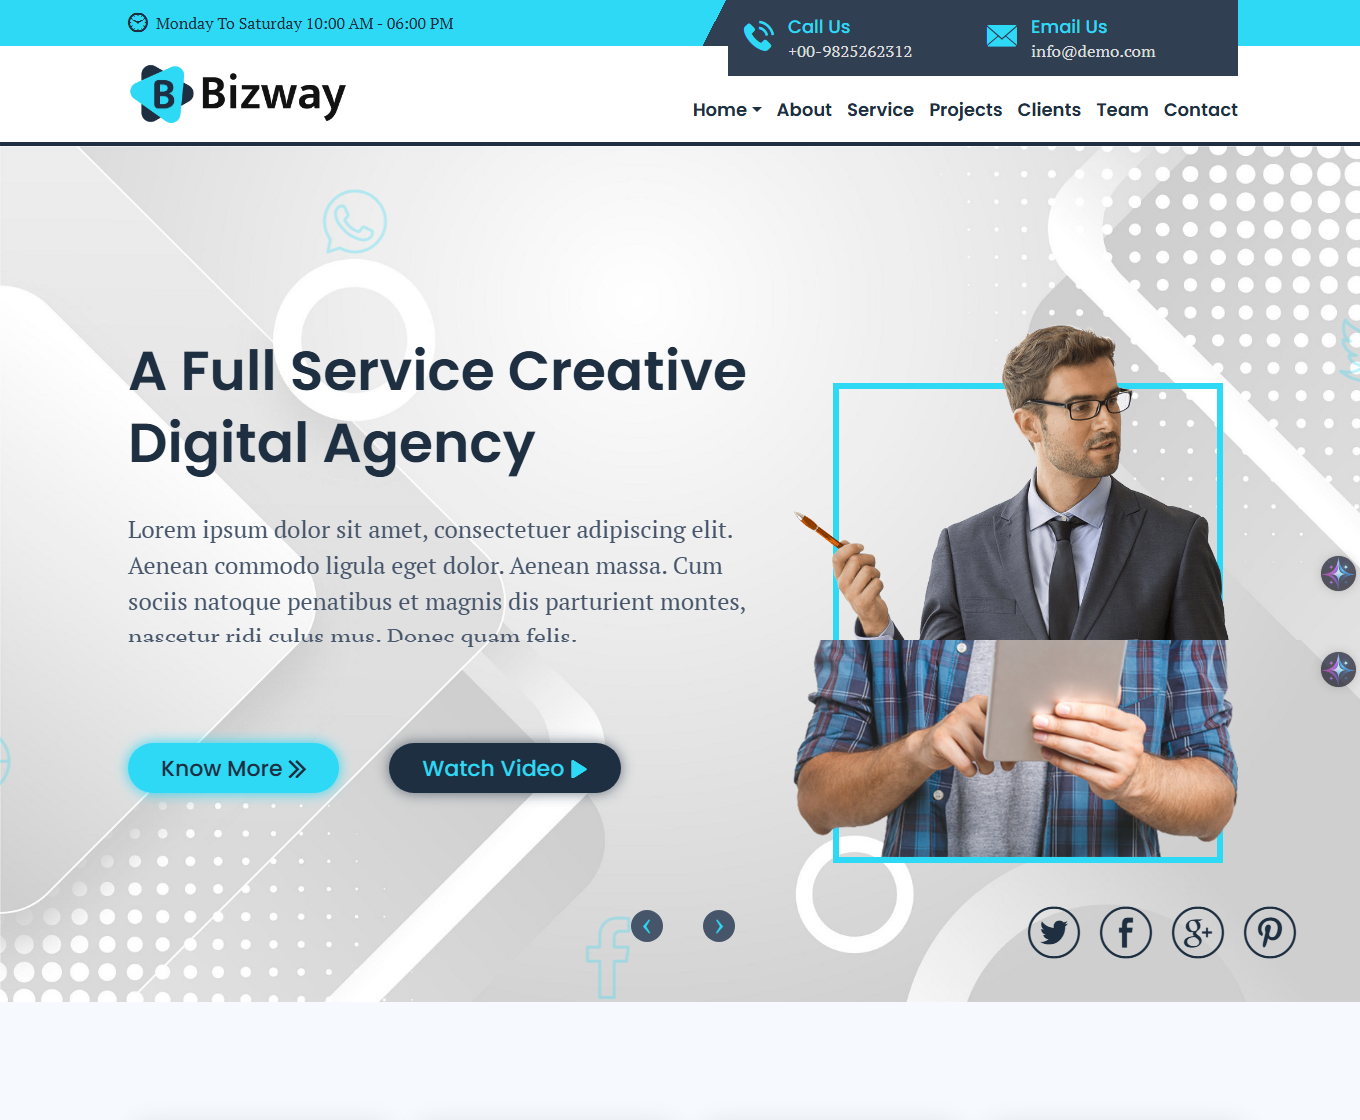 Monday To Saturday 10:00 AM - 06:00 PM
Call Us
+00-9825262312
Email Us
info@demo.com
B Bizway
Home About Service Projects Clients Team Contact
A Full Service Creative
Digital Agency
Lorem ipsum dolor sit amet, consectetuer adipiscing elit.
Aenean commodo ligula eget dolor. Aenean massa. Cum
sociis natoque penatibus et magnis dis parturient montes,
nascetur ridi culus mus. Donec quam felis.
Know More
Watch Video